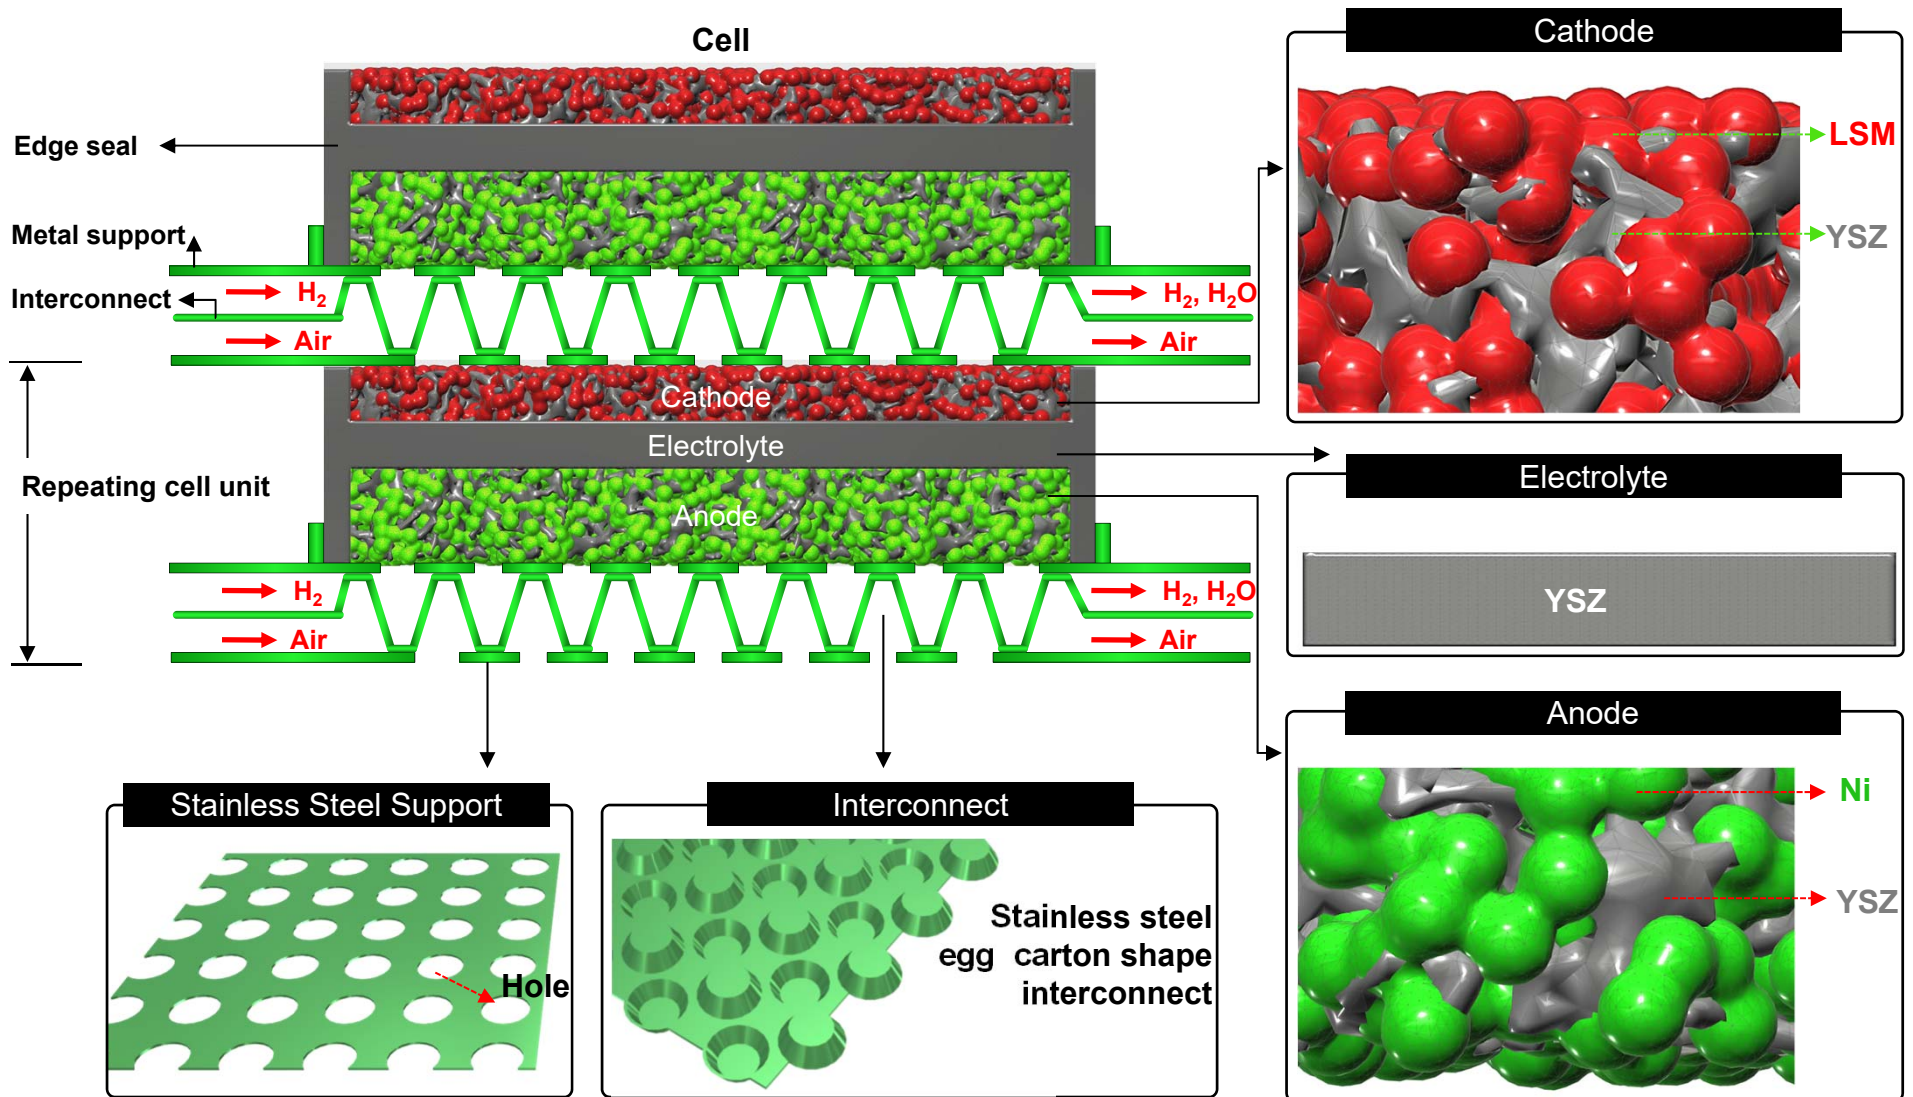 Cell
Edge seal
Metal support
Interconnect
H₂
H₂, H₂O
Air
Air
Cathode
Electrolyte
Anode
Repeating cell unit
H₂
H₂, H₂O
Air
Air
Cathode
LSM
YSZ
Electrolyte
YSZ
Anode
Ni
YSZ
Stainless Steel Support
Hole
Interconnect
Stainless steel
egg carton shape
interconnect